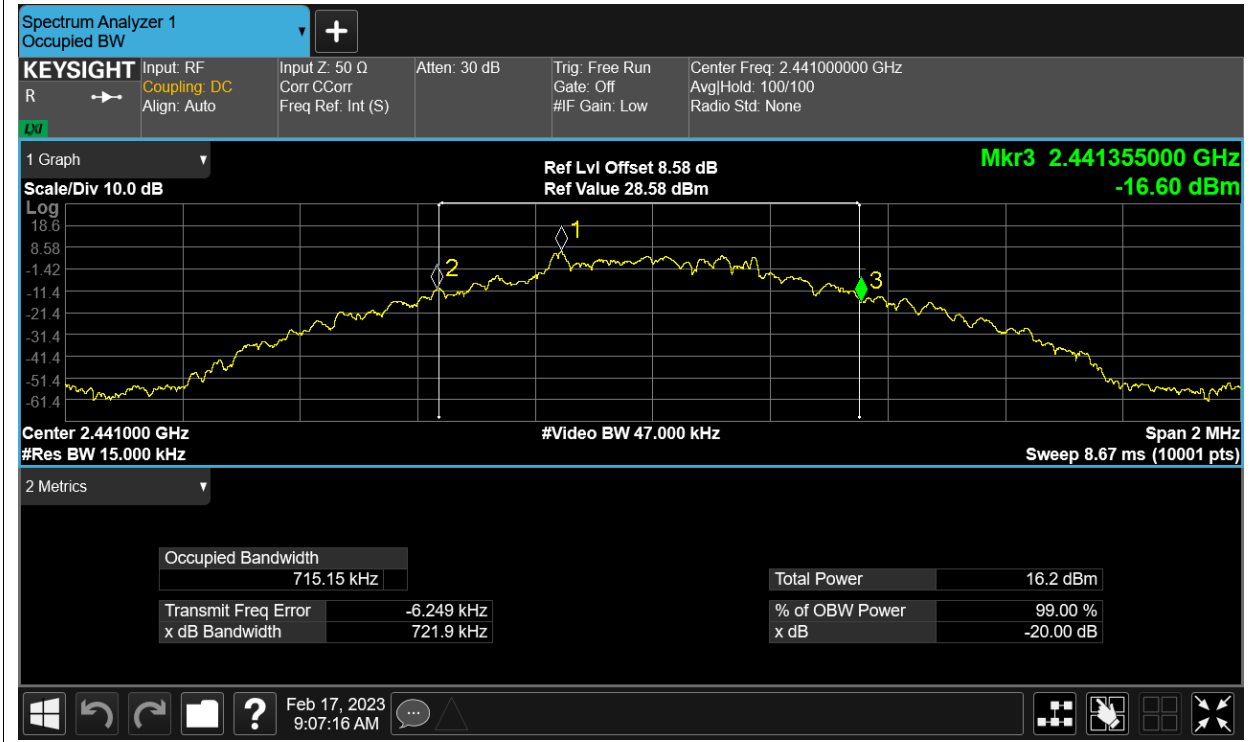 Spectrum Analyzer 1
Occupied BW
KEYSIGHT
R
LXI
Input: RF
Coupling: DC
Align: Auto
Input Z: 50 Ω
Corr CCorr
Freq Ref: Int (S)
Atten: 30 dB
Trig: Free Run
Gate: Off
#IF Gain: Low
Center Freq: 2.441000000 GHz
Avg|Hold: 100/100
Radio Std: None
1 Graph
Scale/Div 10.0 dB
Ref Lvl Offset 8.58 dB
Ref Value 28.58 dBm
Mkr3 2.441355000 GHz
-16.60 dBm
Log
18.6
8.58
-1.42
-11.4
-21.4
-31.4
-41.4
-51.4
-61.4
1
2
3
Center 2.441000 GHz
#Video BW 47.000 kHz
Span 2 MHz
#Res BW 15.000 kHz
Sweep 8.67 ms (10001 pts)
2 Metrics
Occupied Bandwidth
715.15 kHz
Transmit Freq Error -6.249 kHz
x dB Bandwidth 721.9 kHz
Total Power 16.2 dBm
% of OBW Power 99.00 %
x dB -20.00 dB
?
Feb 17, 2023
9:07:16 AM